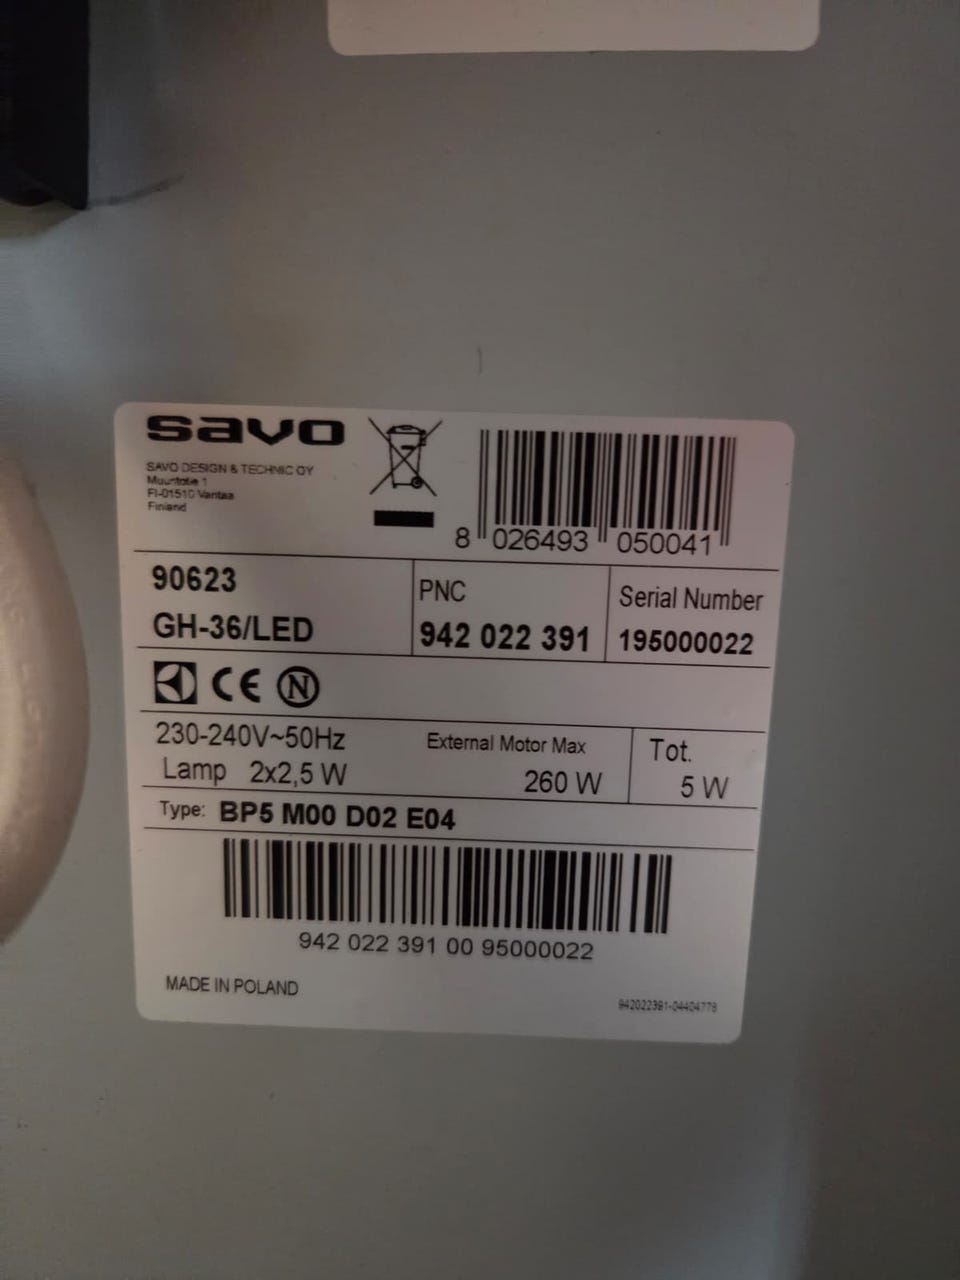 savo
SAVO DESIGN & TECHNIC OY
Muuntotie 1
FI-01510 Vantaa
Finland
8 026493 050041
90623
GH-36/LED
PNC
942 022 391
Serial Number
195000022
CE N
230-240V~50Hz
Lamp 2x2,5 W
External Motor Max
260 W
Tot.
5 W
Type: BP5 M00 D02 E04
942 022 391 00 95000022
MADE IN POLAND
942022391-04404778